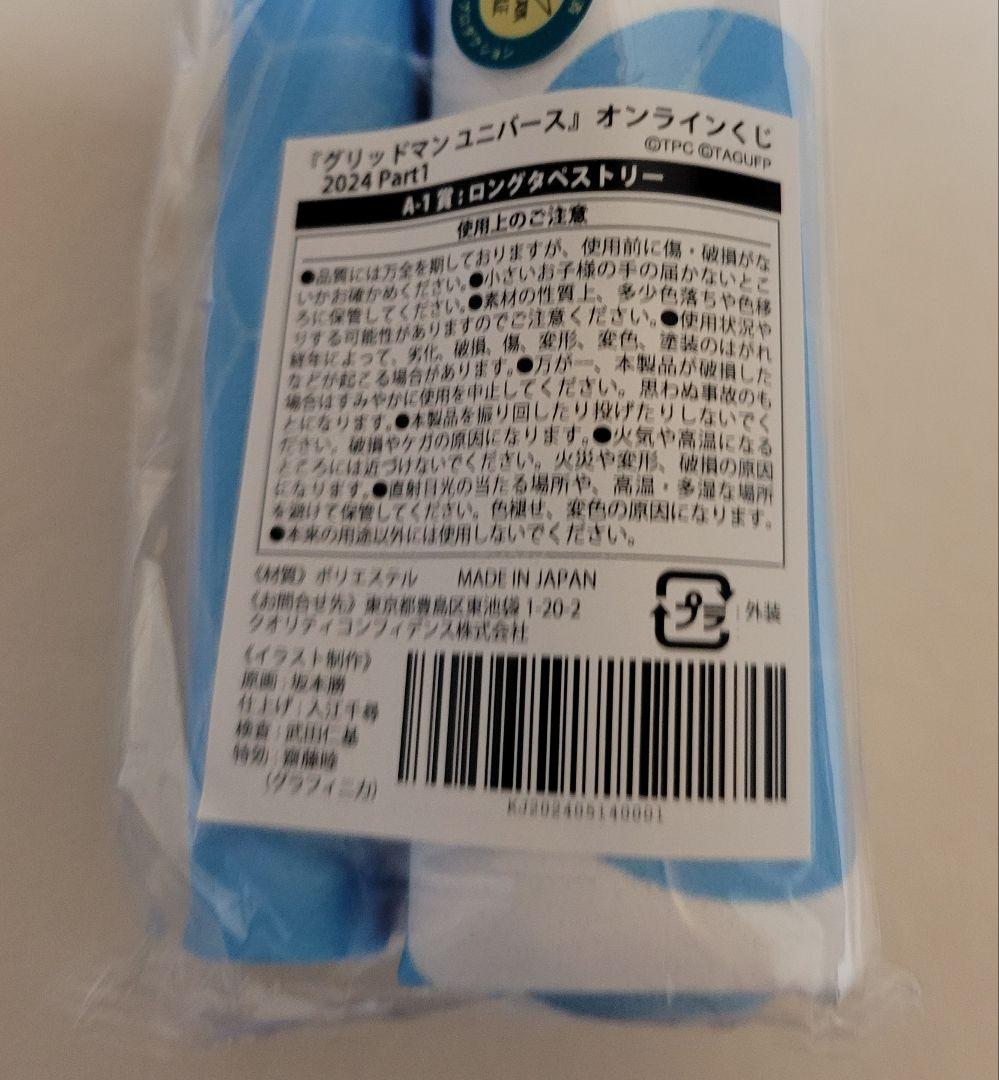 プロダクション
『グリッドマン ユニバース』オンラインくじ
2024 Part1
©TPC ©TAGUFP
A-1賞：ロングタペストリー
使用上のご注意
●品質には万全を期しておりますが、使用前に傷・破損がな
いかお確かめください。●小さいお子様の手の届かないとこ
ろに保管してください。●素材の性質上、多少色落ちや色移
りする可能性がありますのでご注意ください。●使用状況や
経年によって、劣化、破損、傷、変形、変色、塗装のはがれ
などが起こる場合があります。●万が一、本製品が破損した
場合はすみやかに使用を中止してください。思わぬ事故のも
とになります。●本製品を振り回したり投げたりしないでく
ださい。破損やケガの原因になります。●火気や高温になる
ところには近づけないでください。火災や変形、破損の原因
になります。●直射日光の当たる場所や、高温・多湿な場所
を避けて保管してください。色褪せ、変色の原因になります。
●本来の用途以外には使用しないでください。
《材質》ポリエステル MADE IN JAPAN
《お問合せ先》東京都豊島区東池袋 1-20-2
クオリティコンフィデンス株式会社
プラ：外装
《イラスト制作》
原画：坂本勝
仕上げ：入江千尋
検査：武田仁基
特効：齋藤睦
（グラフィニカ）
KJ202405140001